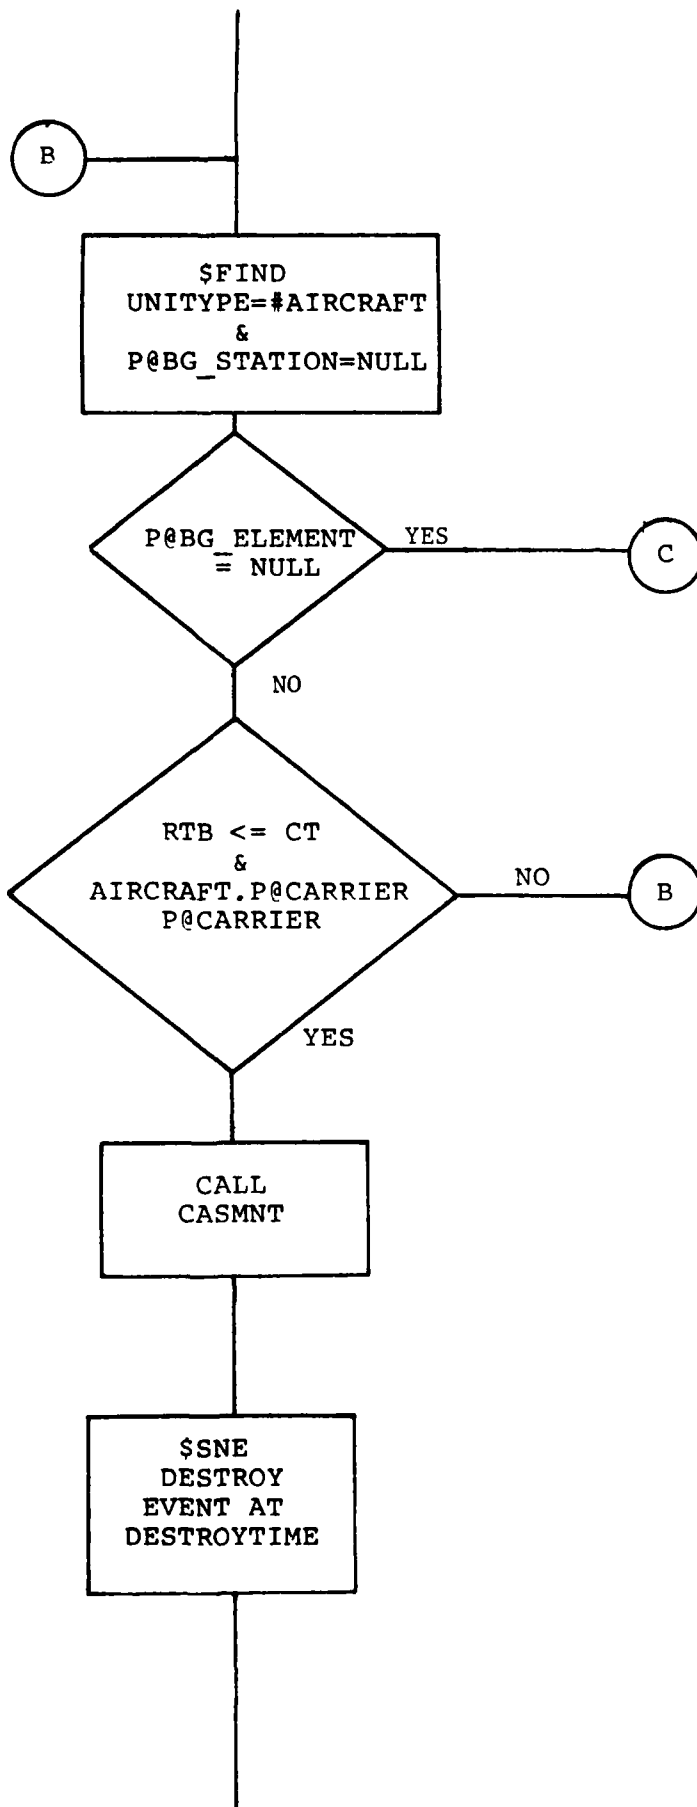 B
$FIND
UNITYPE=#AIRCRAFT
&
P@BG_STATION=NULL
P@BG_ELEMENT
= NULL
YES
C
NO
RTB <= CT
&
AIRCRAFT.P@CARRIER
P@CARRIER
NO
B
YES
CALL
CASMNT
$SNE
DESTROY
EVENT AT
DESTROYTIME